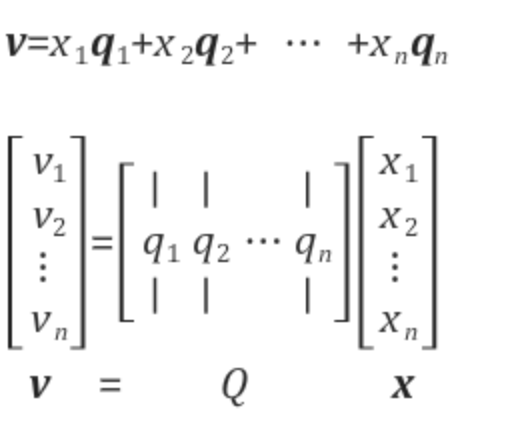 v=x₁q₁+x₂q₂+ ⋯ +xₙqₙ
[v₁ v₂ ⋮ vₙ] = [| | | q₁ q₂ ⋯ qₙ | | |] [x₁ x₂ ⋮ xₙ]
v = Q x